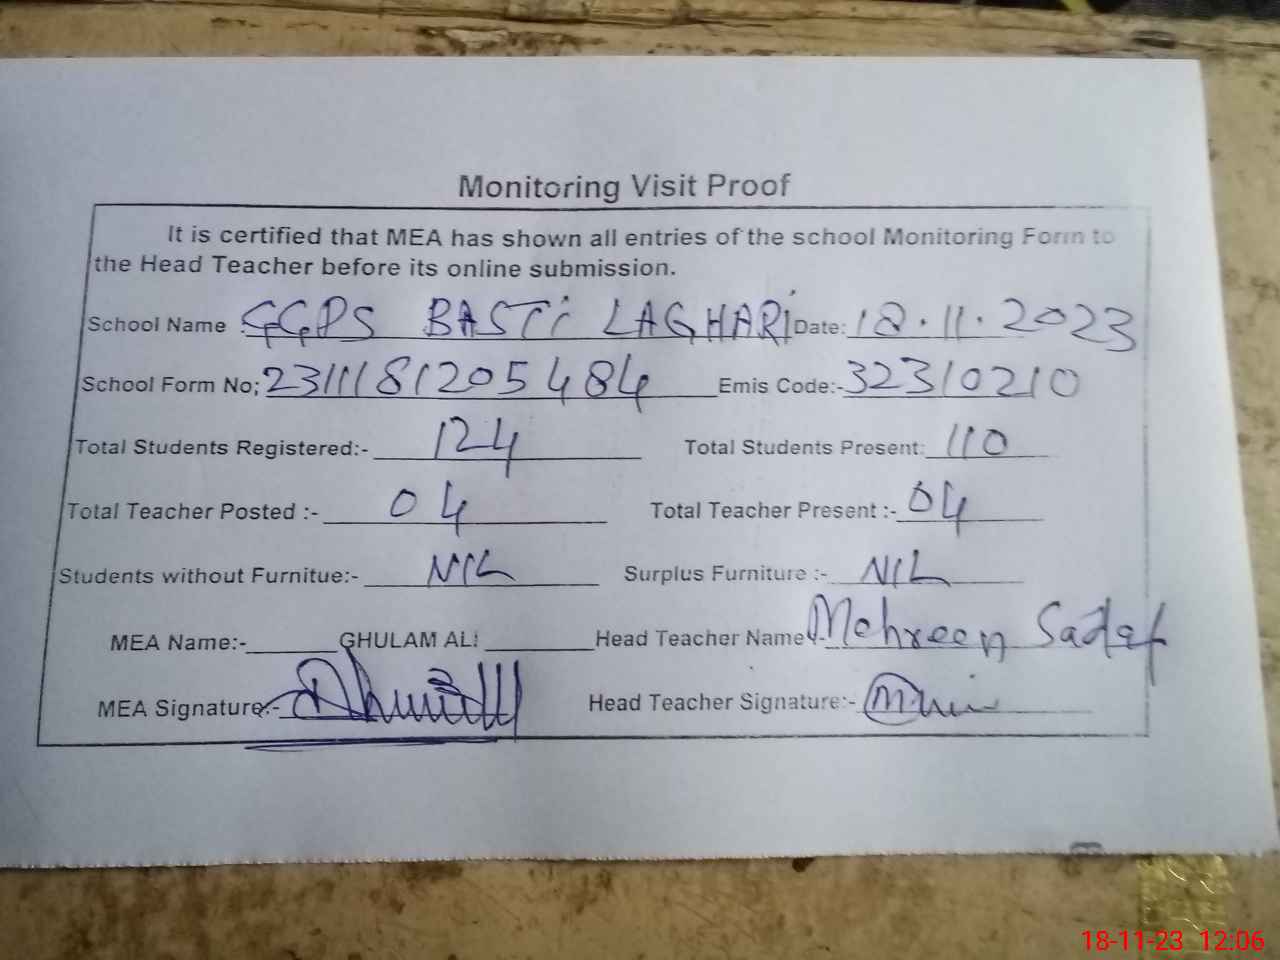 Monitoring Visit Proof
It is certified that MEA has shown all entries of the school Monitoring Form to
the Head Teacher before its online submission.
School Name GGPS BASTi LAGHARI Date: 18.11.2023
School Form No; 2311181205484 Emis Code:- 32310210
Total Students Registered:- 124 Total Students Present: 110
Total Teacher Posted :- 04 Total Teacher Present :- 04
Students without Furnitue:- NIL Surplus Furniture :- NIL
MEA Name:- GHULAM ALI Head Teacher Name:- Mehreen Sadaf
MEA Signature:- Head Teacher Signature:-
18-11-23 12:06